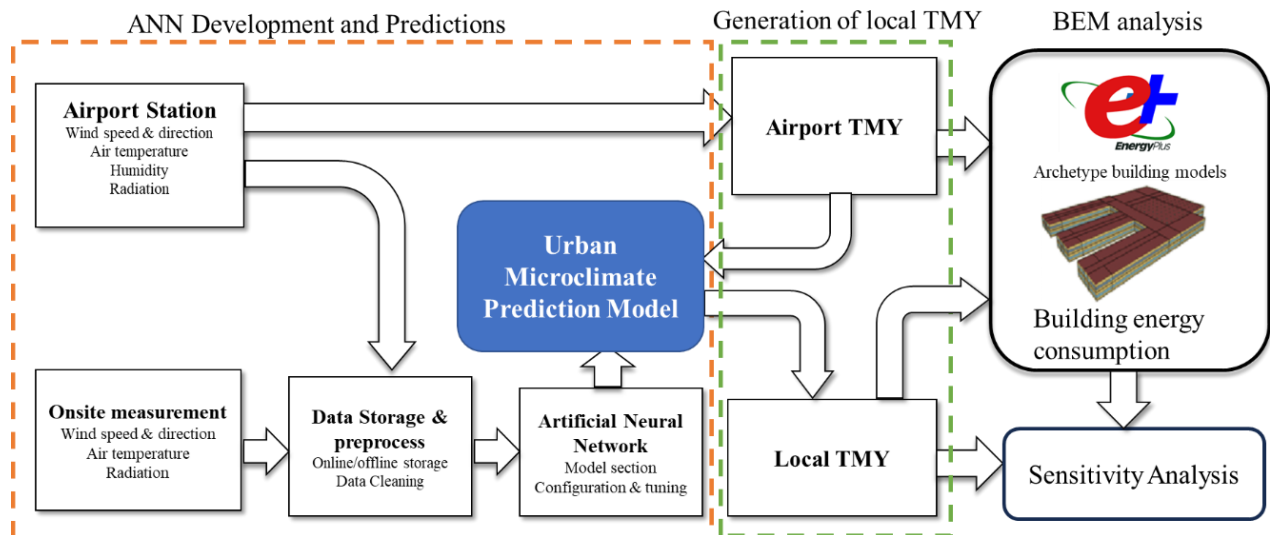 ANN Development and Predictions
Generation of local TMY
BEM analysis
Airport Station
Wind speed & direction
Air temperature
Humidity
Radiation
Airport TMY
e+
EnergyPlus
Archetype building models
Urban
Microclimate
Prediction Model
Building energy
consumption
Onsite measurement
Wind speed & direction
Air temperature
Radiation
Data Storage &
preprocess
Online/offline storage
Data Cleaning
Artificial Neural
Network
Model section
Configuration & tuning
Local TMY
Sensitivity Analysis